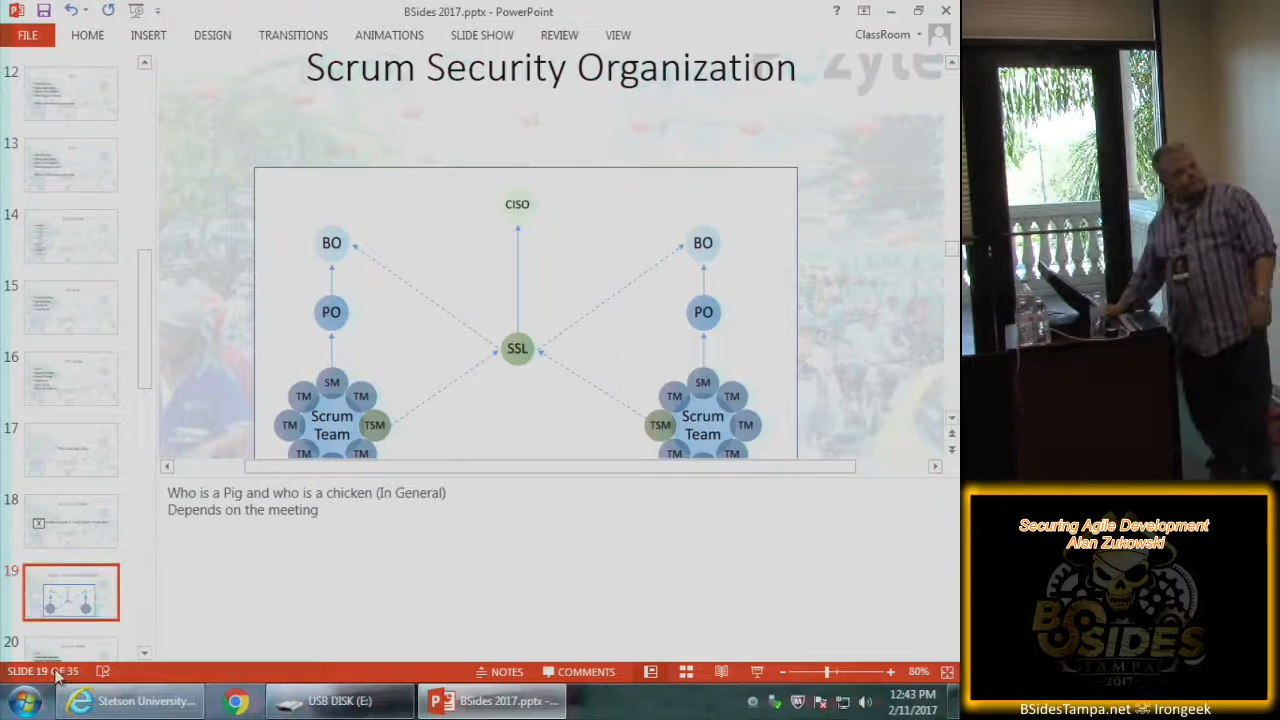 BSides 2017.pptx - PowerPoint
?
FILE
HOME
INSERT
DESIGN
TRANSITIONS
ANIMATIONS
SLIDE SHOW
REVIEW
VIEW
ClassRoom
Scrum Security Organization
Zyte
CISO
BO
BO
PO
PO
SSL
SM
SM
TM
TM
TM
TM
TM
Scrum
Team
TSM
TSM
Scrum
Team
TM
TM
TM
TM
TM
12
13
14
15
16
17
18
X
19
20
Who is a Pig and who is a chicken (In General)
Depends on the meeting
SLIDE 19 OF 35
NOTES
COMMENTS
80%
Stetson University...
USB DISK (E:)
BSides 2017.pptx -...
12:43 PM
2/11/2017
Securing Agile Development
Alan Zukowski
BSIDES
TAMPA
2017
BSidesTampa.net Irongeek